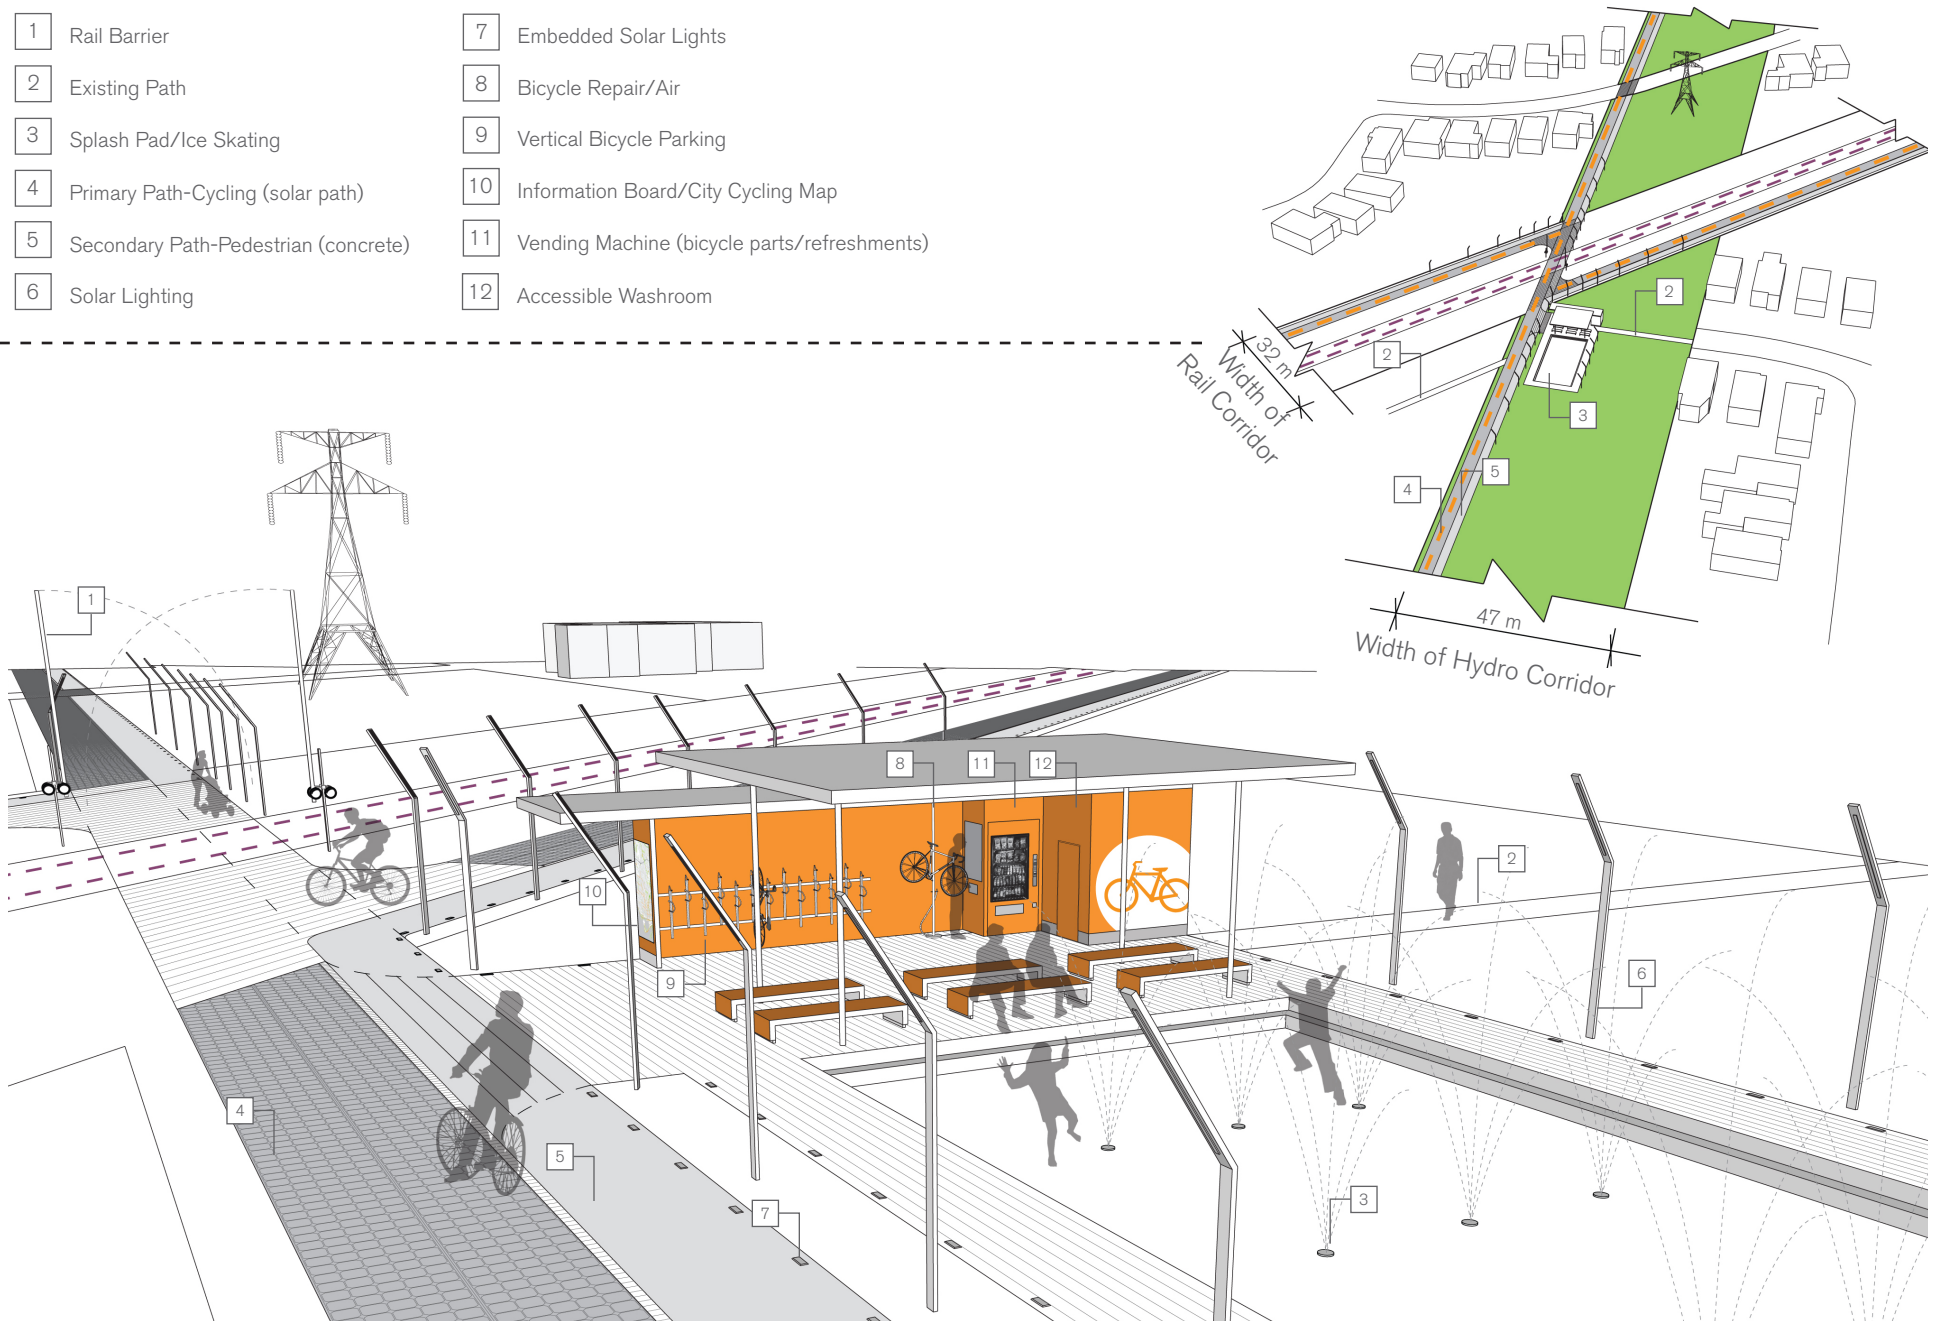 1 Rail Barrier
2 Existing Path
3 Splash Pad/Ice Skating
4 Primary Path-Cycling (solar path)
5 Secondary Path-Pedestrian (concrete)
6 Solar Lighting
7 Embedded Solar Lights
8 Bicycle Repair/Air
9 Vertical Bicycle Parking
10 Information Board/City Cycling Map
11 Vending Machine (bicycle parts/refreshments)
12 Accessible Washroom
2
32 m
Width of
Rail Corridor
2
3
5
4
47 m
Width of Hydro Corridor
1
8
11
12
10
9
2
6
4
5
7
3